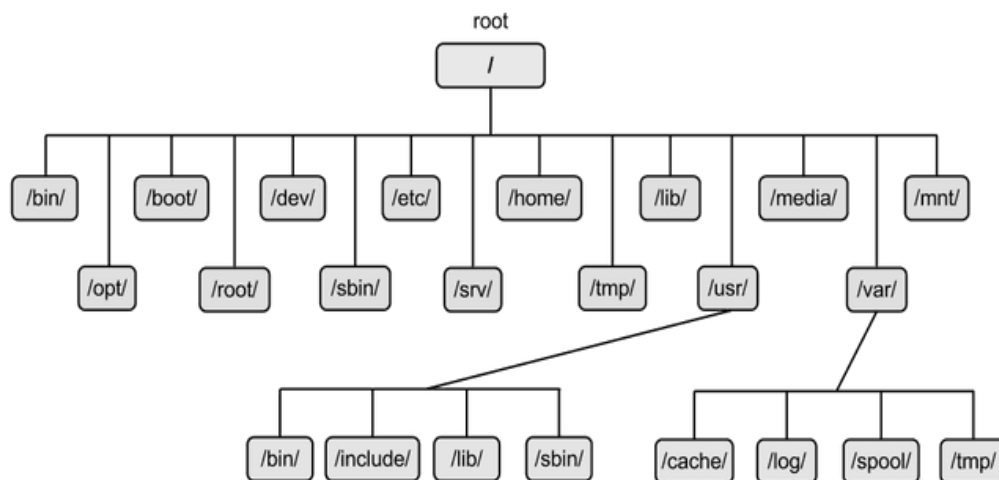 root
/
/bin/ /boot/ /dev/ /etc/ /home/ /lib/ /media/ /mnt/
/opt/ /root/ /sbin/ /srv/ /tmp/ /usr/ /var/
/bin/ /include/ /lib/ /sbin/ /cache/ /log/ /spool/ /tmp/